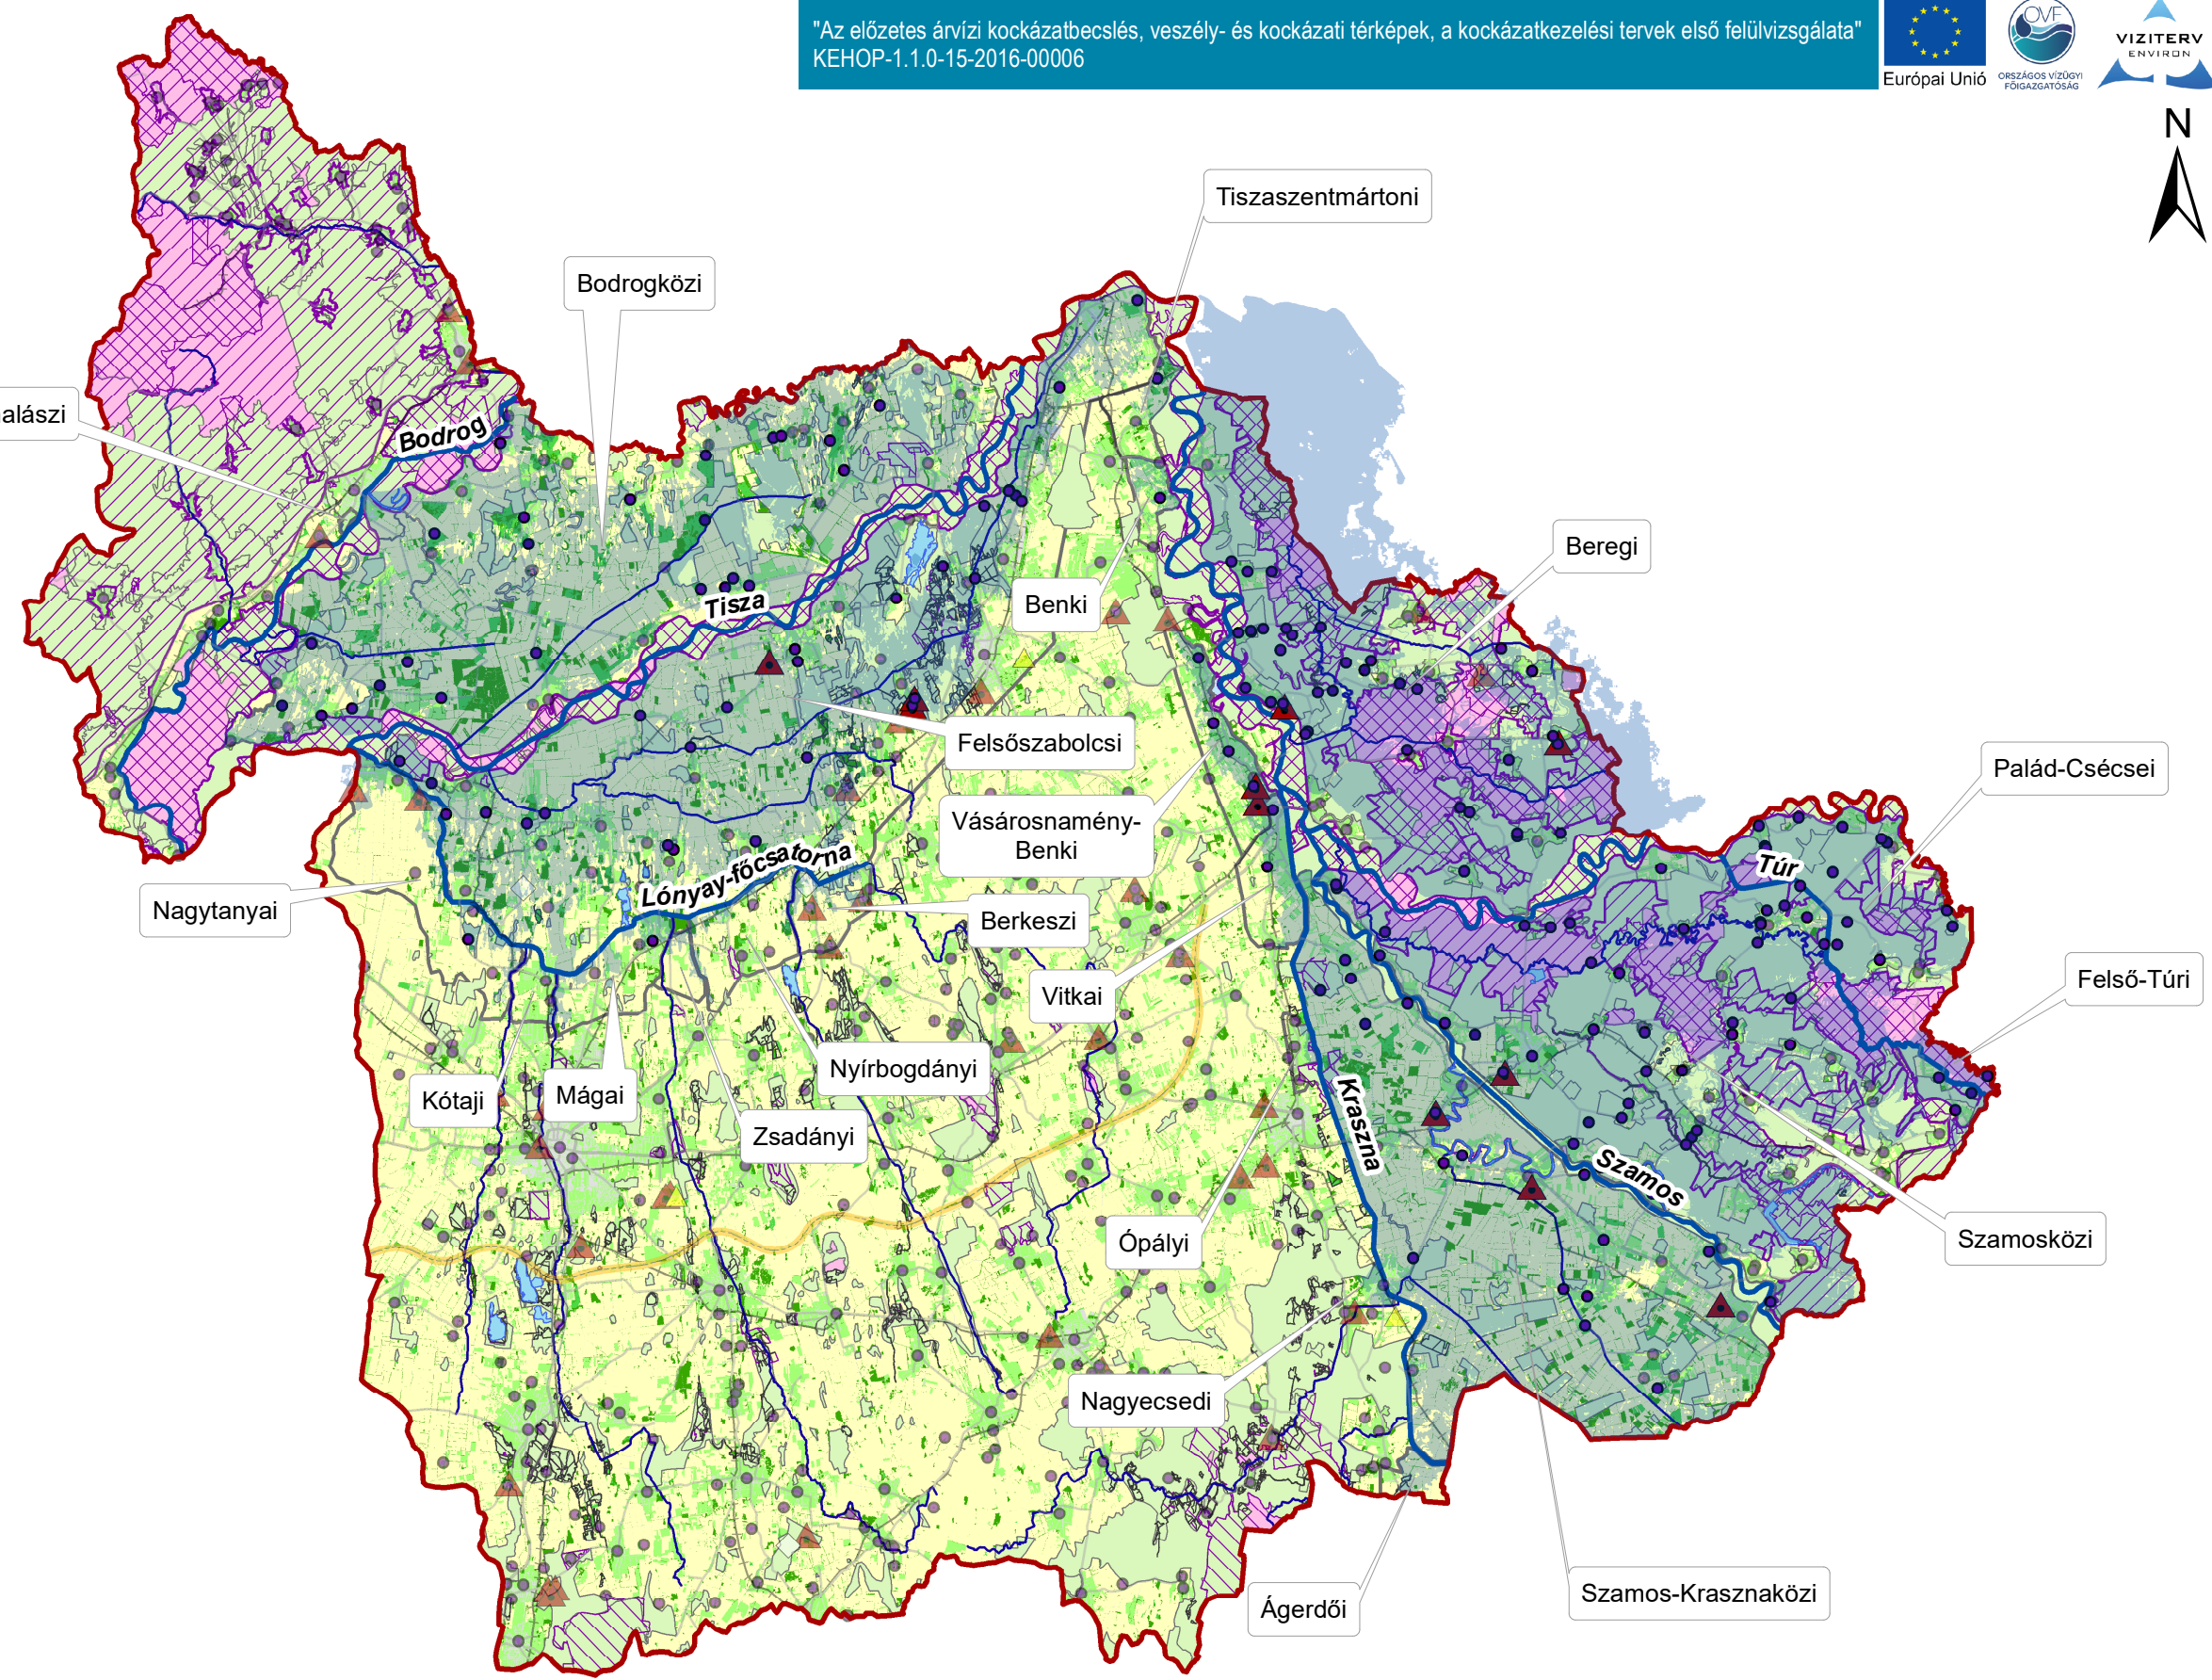 "Az előzetes árvízi kockázatbecslés, veszély- és kockázati térképek, a kockázatkezelési tervek első felülvizsgálata"
KEHOP-1.1.0-15-2016-00006
Európai Unió
OVF
ORSZÁGOS VÍZÜGYI
FŐIGAZGATÓSÁG
VIZITERV
ENVIRON
N
Tiszaszentmártoni
Bodrogközi
alászi
Bodrog
Beregi
Benki
Tisza
Felsőszabolcsi
Palád-Csécsei
Vásárosnamény-
Benki
Túr
Lónyay-főcsatorna
Nagytanyai
Berkeszi
Vitkai
Felső-Túri
Nyírbogdányi
Kótaji
Mágai
Zsadányi
Kraszna
Szamos
Ópályi
Szamosközi
Nagyecsedi
Ágerdői
Szamos-Krasznaközi